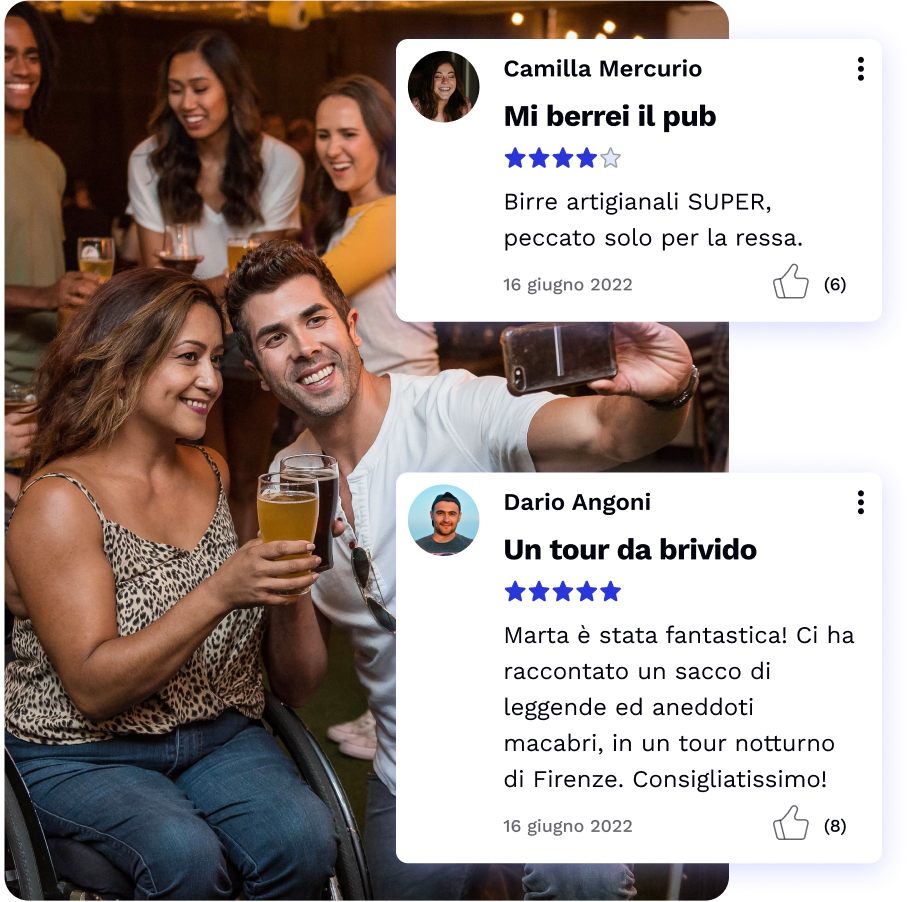 Camilla Mercurio
Mi berrei il pub
Birre artigianali SUPER,
peccato solo per la ressa.
16 giugno 2022
(6)
Dario Angoni
Un tour da brivido
Marta è stata fantastica! Ci ha
raccontato un sacco di
leggende ed aneddoti
macabri, in un tour notturno
di Firenze. Consigliatissimo!
16 giugno 2022
(8)